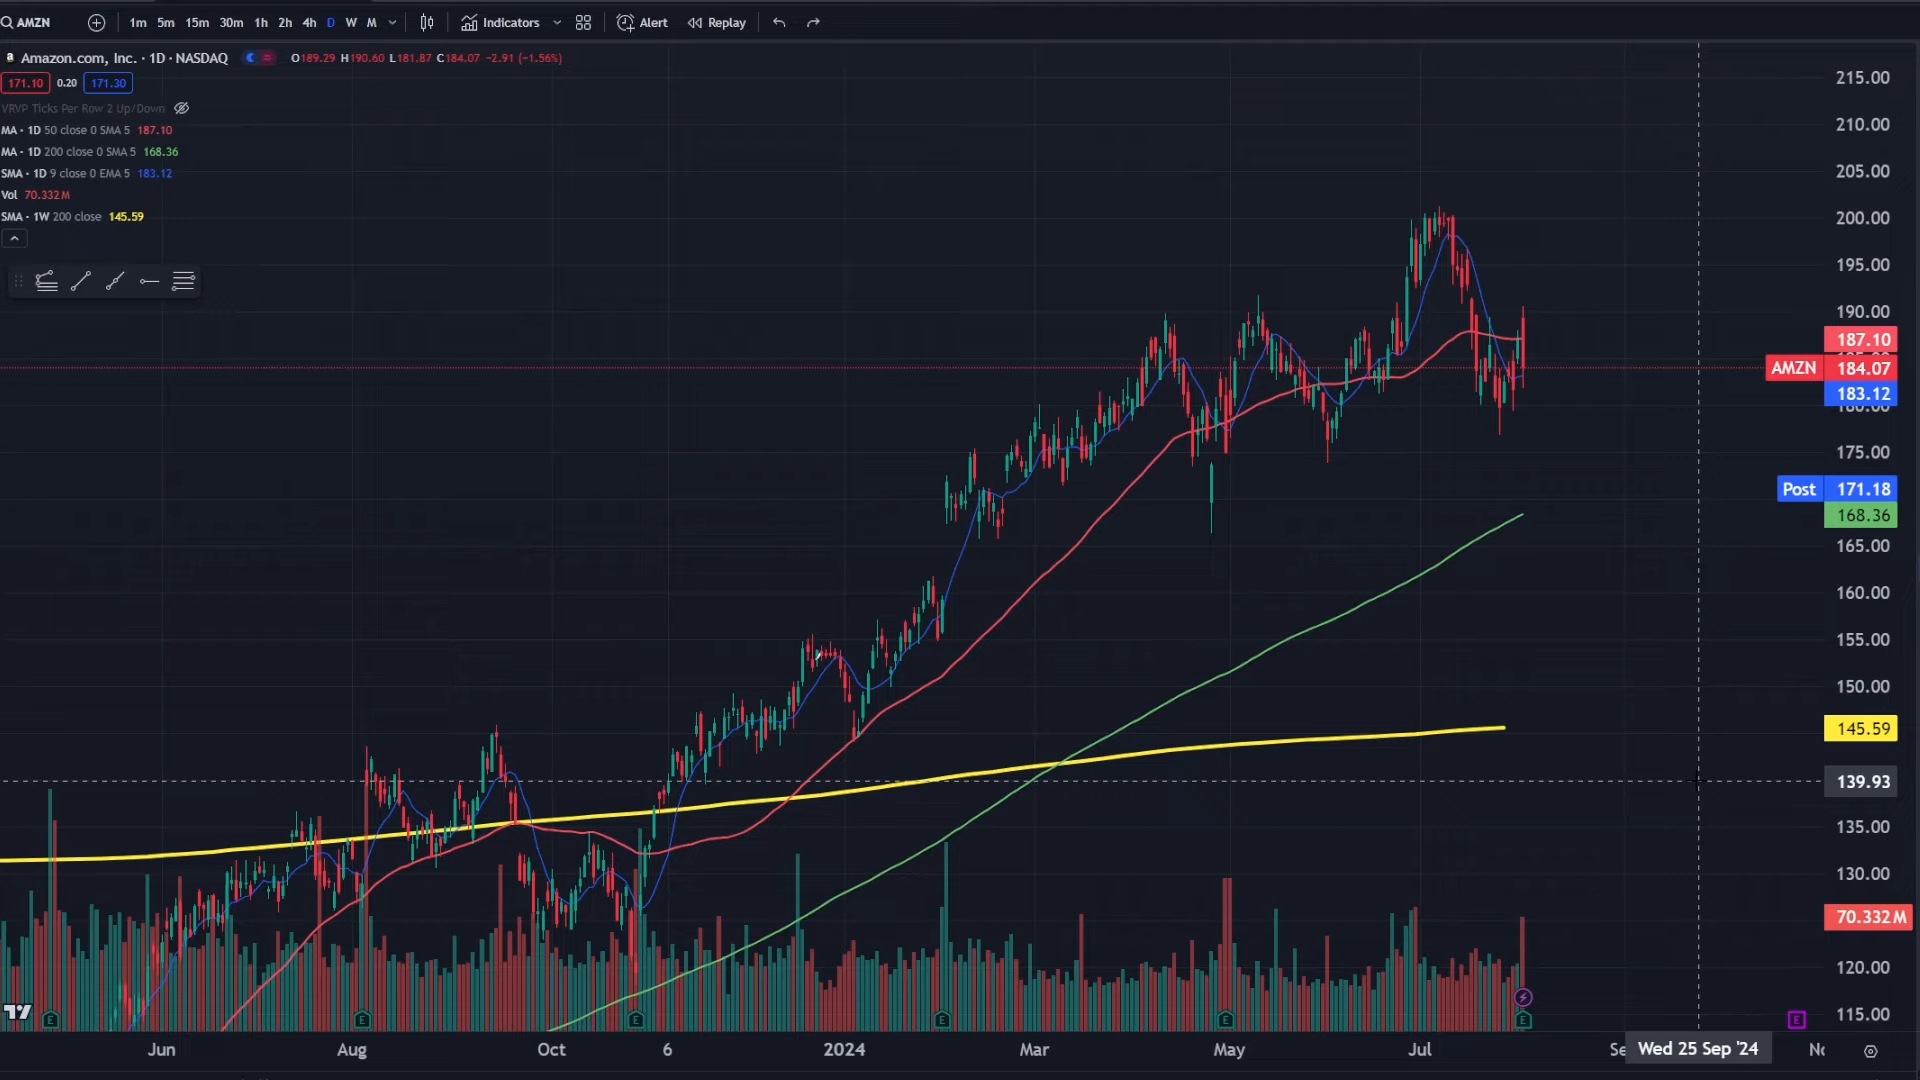 AMZN 1m 5m 15m 30m 1h 2h 4h D W M Indicators Alert Replay
a Amazon.com, Inc. · 1D · NASDAQ O189.29 H190.60 L181.87 C184.07 −2.91 (−1.56%)
171.10 0.20 171.30
VRVP Ticks Per Row 2 Up/Down
MA · 1D 50 close 0 SMA 5 187.10
MA · 1D 200 close 0 SMA 5 168.36
SMA · 1D 9 close 0 EMA 5 183.12
Vol 70.332M
SMA · 1W 200 close 145.59
215.00
210.00
205.00
200.00
195.00
190.00
187.10
AMZN 184.07
183.12
180.00
175.00
Post 171.18
168.36
165.00
160.00
155.00
150.00
145.59
139.93
135.00
130.00
70.332M
120.00
115.00
E E E E E E E
Jun Aug Oct 6 2024 Mar May Jul Se Wed 25 Sep '24